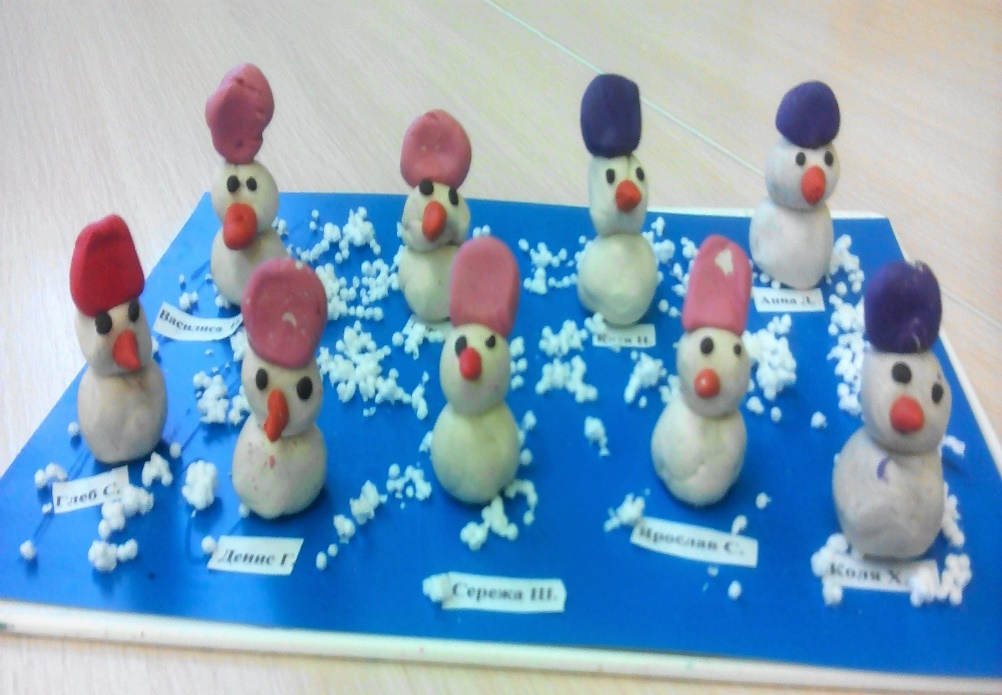 Василиса
Анна Д.
Глеб С.
Денис Г
Сережа Ш.
Ярослав С.
Коля Х.